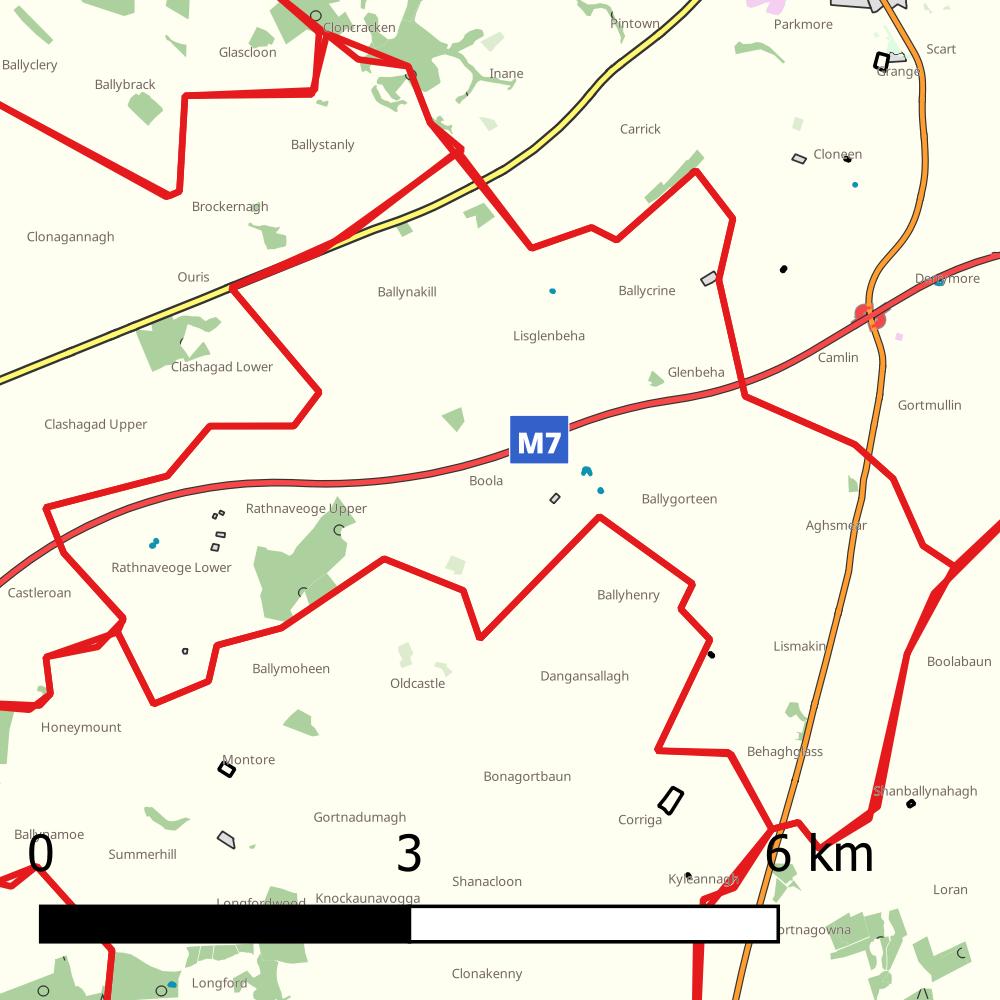 Cloncracken
Pintown
Parkmore
Glascloon
Scart
Ballyclery
Inane
Grange
Ballybrack
Carrick
Ballystanly
Cloneen
Brockernagh
Clonagannagh
Ouris
Derrymore
Ballynakill
Ballycrine
Lisglenbeha
Camlin
Clashagad Lower
Glenbeha
Gortmullin
Clashagad Upper
M7
Boola
Ballygorteen
Rathnaveoge Upper
Aghsmear
Rathnaveoge Lower
Castleroan
Ballyhenry
Lismakin
Boolabaun
Ballymoheen
Dangansallagh
Oldcastle
Honeymount
Behaghglass
Montore
Bonagortbaun
Shanballynahagh
Gortnadumagh
Corriga
Ballynamoe
Summerhill
0 3 6 km
Shanacloon
Kyleannagh
Loran
Longfordwood
Knockaunavogga
ortnagowna
Clonakenny
Longford